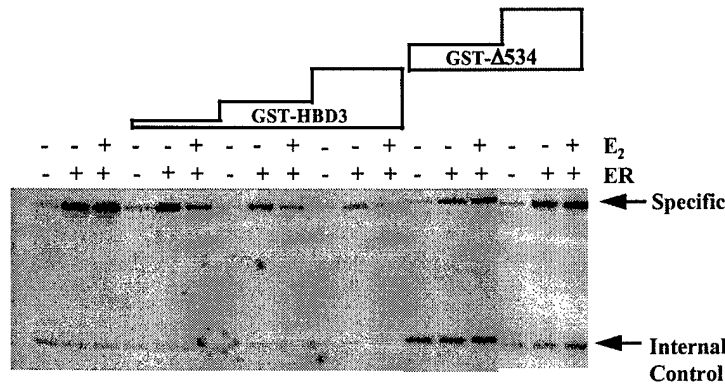 GST-Δ534
GST-HBD3
- - + - - + - - + - - + - - + - - + E₂
- + + - + + - + + - + + - + + - + + ER
Specific
Internal
Control